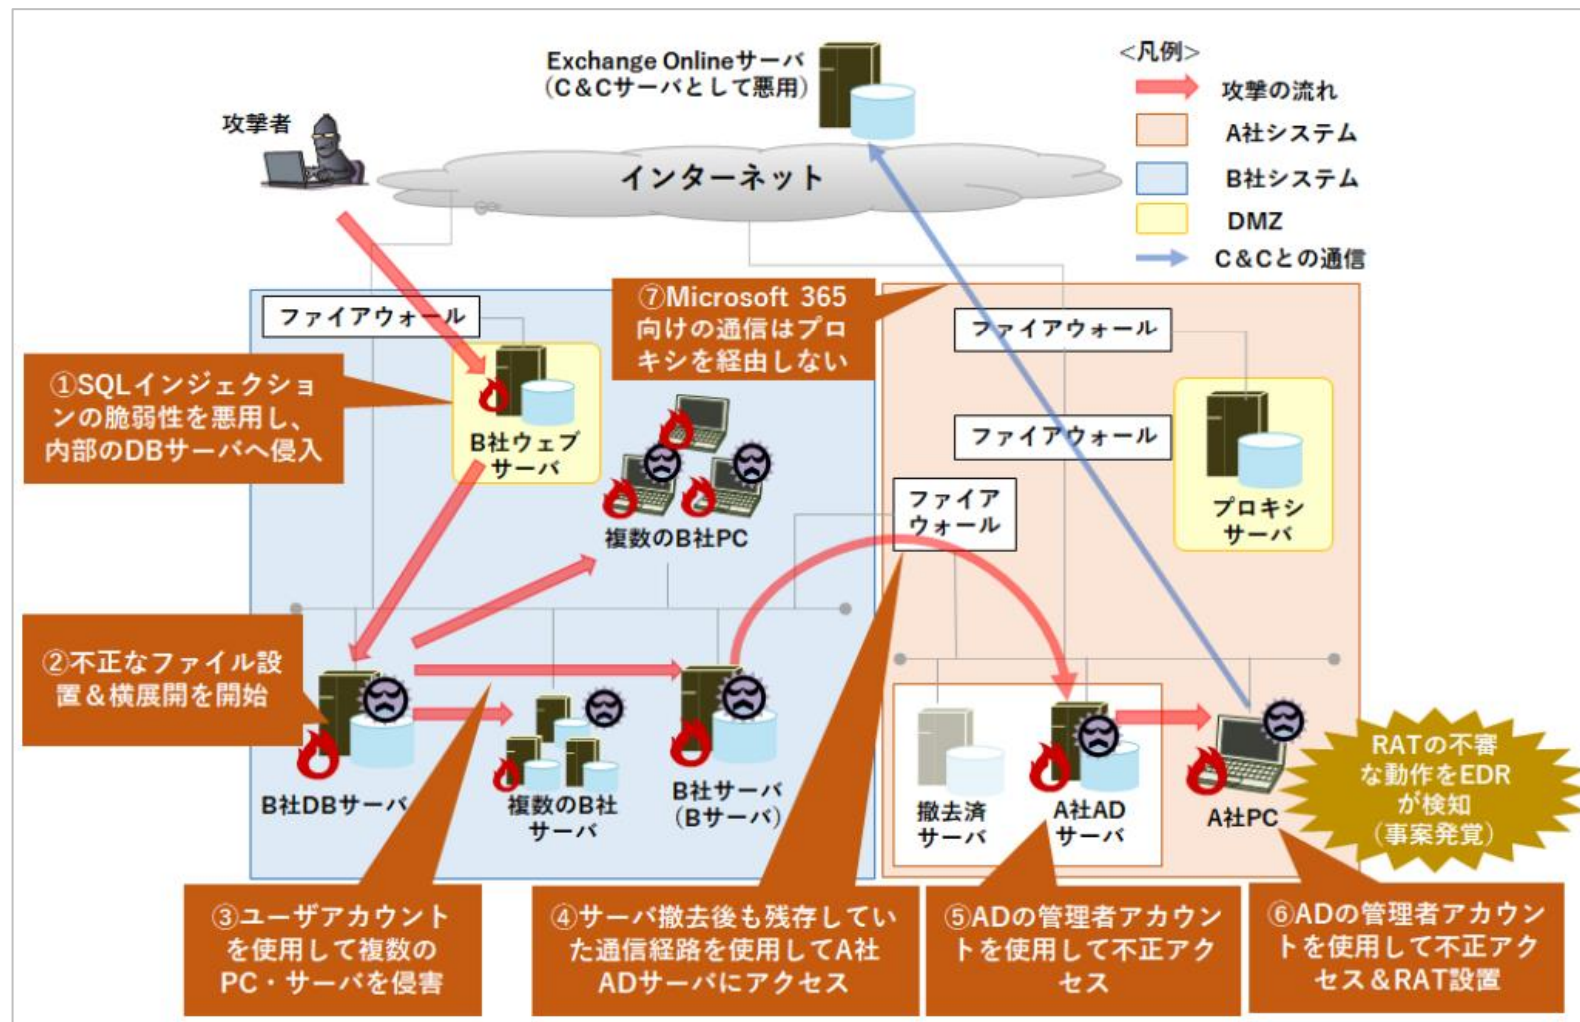 Exchange Onlineサーバ
（C＆Cサーバとして悪用）
<凡例>
攻撃の流れ
A社システム
B社システム
DMZ
C＆Cとの通信
攻撃者
インターネット
ファイアウォール
⑦Microsoft 365
向けの通信はプロ
キシを経由しない
ファイアウォール
①SQLインジェクショ
ンの脆弱性を悪用し、
内部のDBサーバへ侵入
B社ウェブ
サーバ
ファイアウォール
複数のB社PC
ファイア
ウォール
プロキシ
サーバ
②不正なファイル設
置＆横展開を開始
B社DBサーバ
複数のB社
サーバ
B社サーバ
（Bサーバ）
撤去済
サーバ
A社AD
サーバ
A社PC
RATの不審
な動作をEDR
が検知
（事案発覚）
③ユーザアカウント
を使用して複数の
PC・サーバを侵害
④サーバ撤去後も残存してい
た通信経路を使用してA社
ADサーバにアクセス
⑤ADの管理者アカウン
トを使用して不正アク
セス
⑥ADの管理者アカウン
トを使用して不正アク
セス＆RAT設置